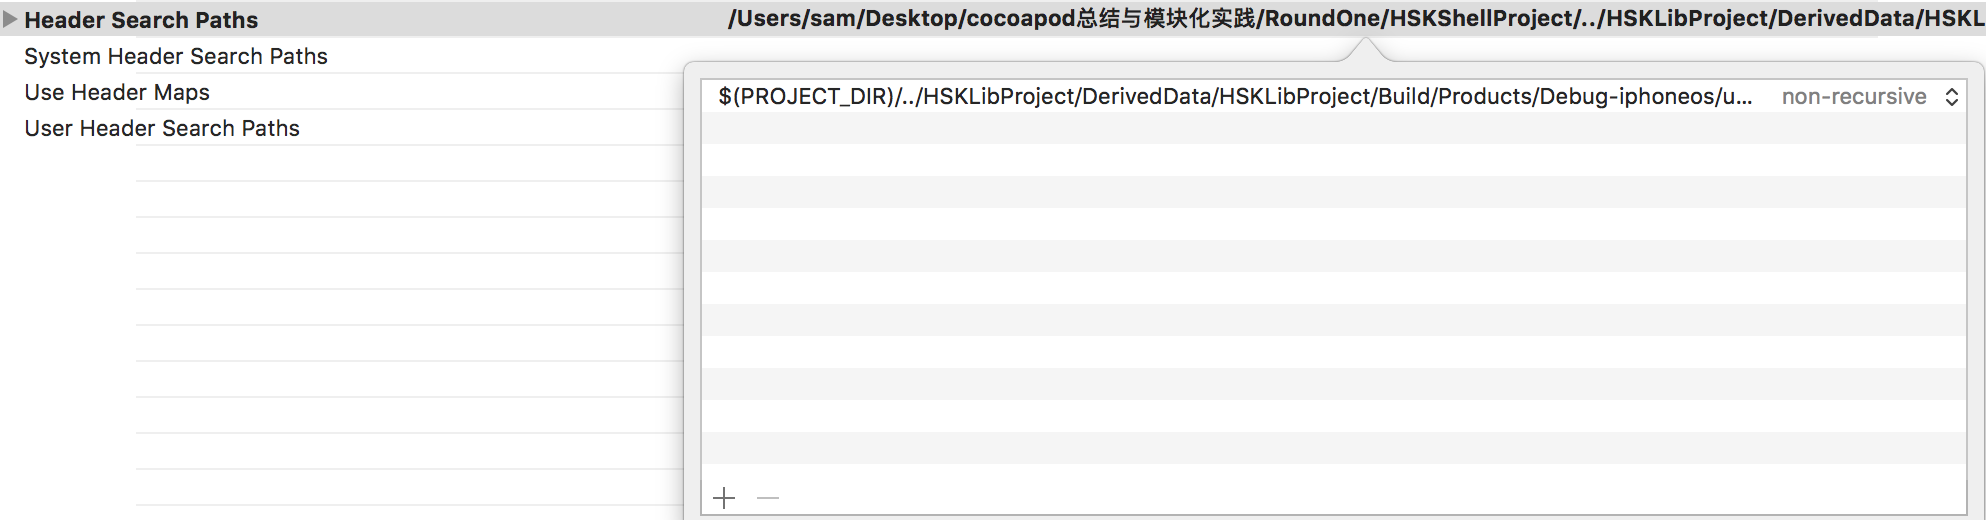 Header Search Paths
/Users/sam/Desktop/cocoapod总结与模块化实践/RoundOne/HSKShellProject/../HSKLibProject/DerivedData/HSKL
System Header Search Paths
Use Header Maps
User Header Search Paths
$(PROJECT_DIR)/../HSKLibProject/DerivedData/HSKLibProject/Build/Products/Debug-iphoneos/u...
non-recursive